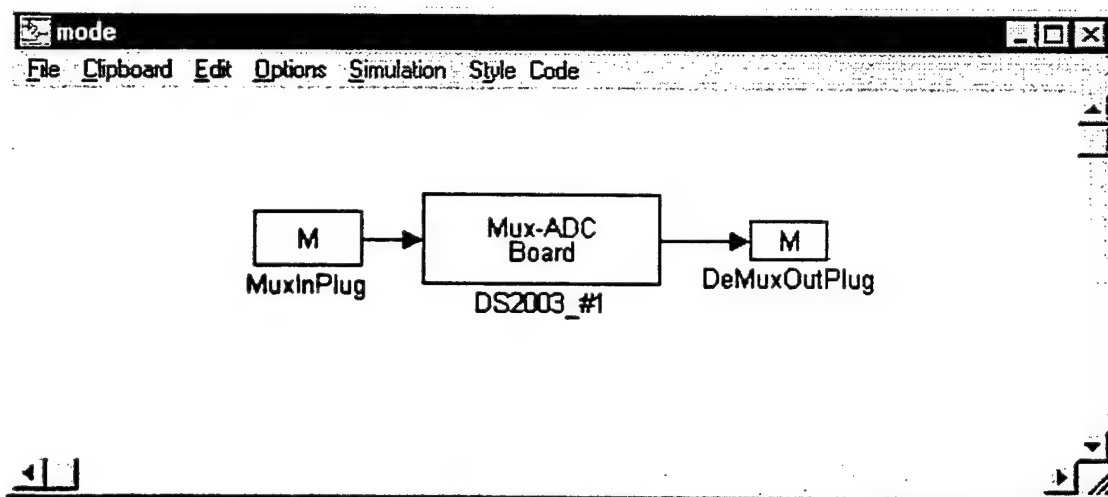 mode
File Clipboard Edit Options Simulation Style Code
M
Mux-ADC
Board
M
MuxInPlug
DeMuxOutPlug
DS2003_#1